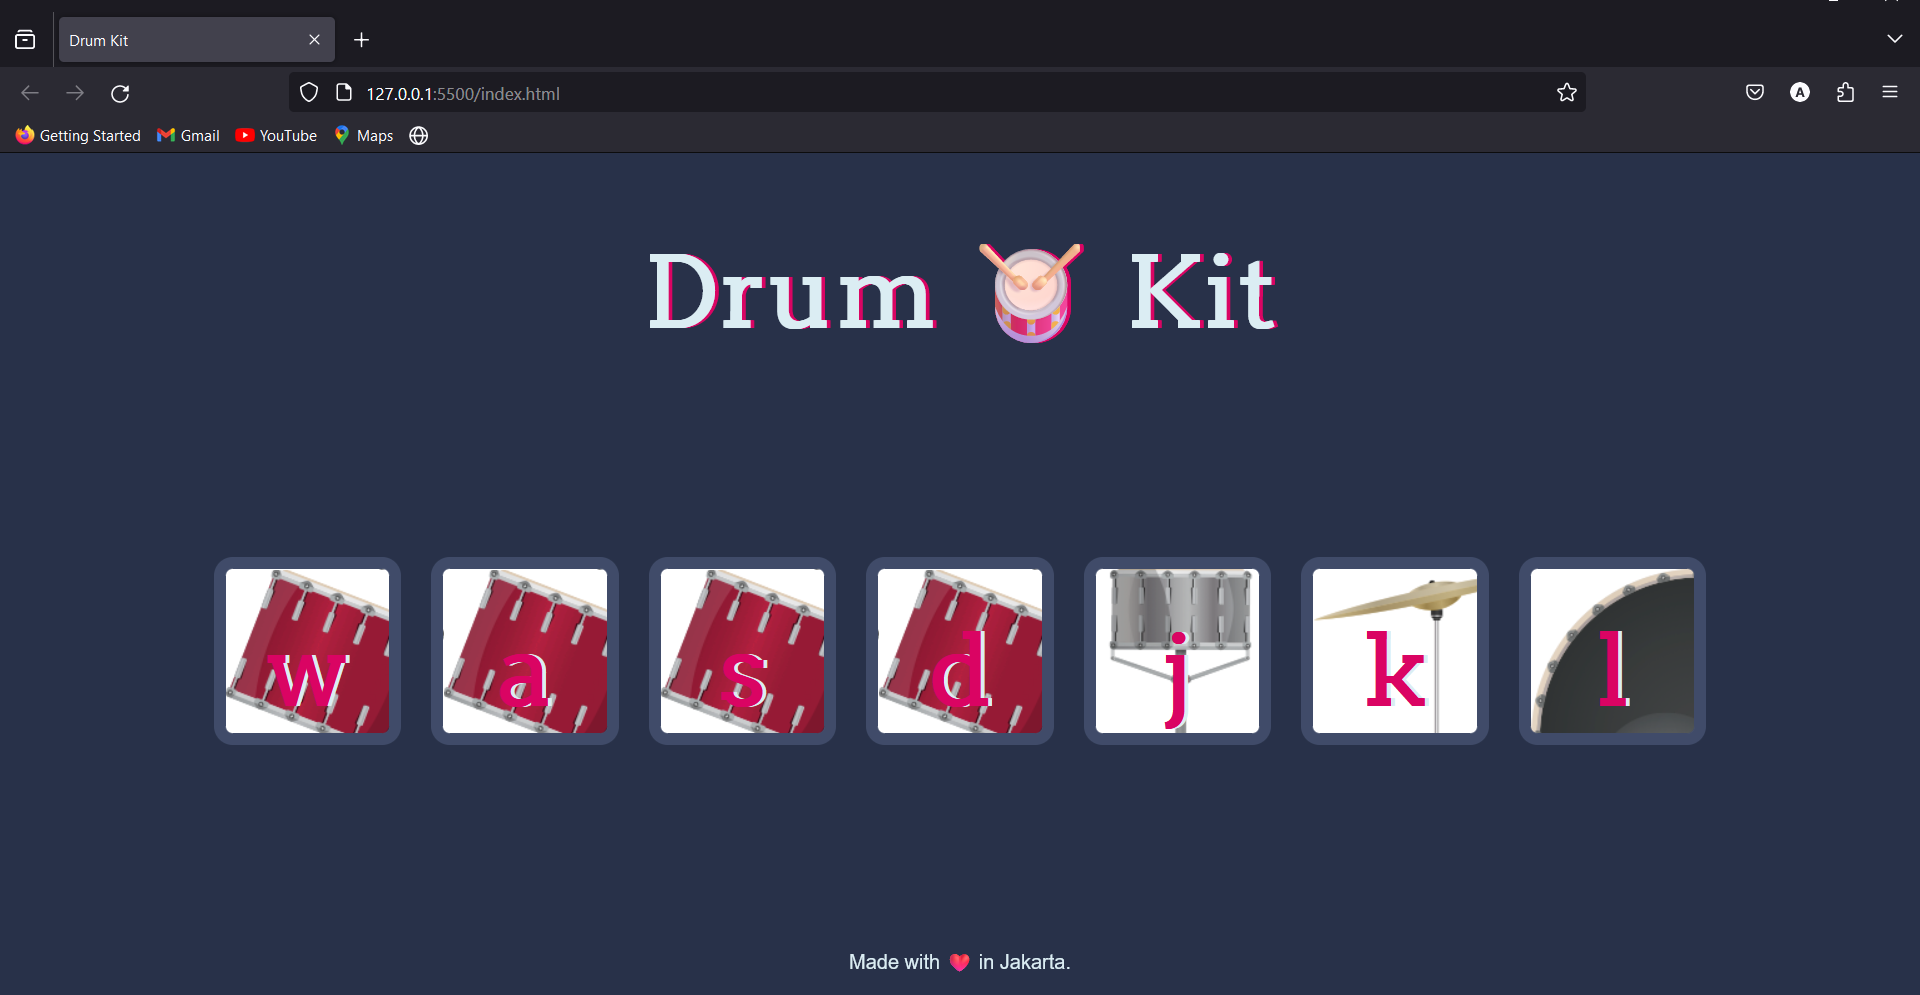 Drum Kit
127.0.0.1:5500/index.html
A
Getting Started Gmail YouTube Maps
Drum 🥁 Kit
w a s d j k l
Made with ❤️ in Jakarta.